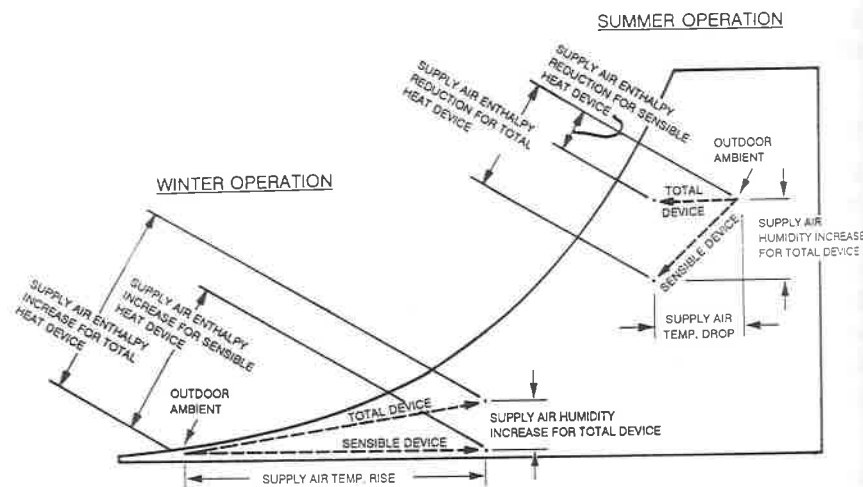 SUMMER OPERATION
SUPPLY AIR ENTHALPY
REDUCTION FOR TOTAL
HEAT DEVICE
SUPPLY AIR ENTHALPY
REDUCTION FOR SENSIBLE
HEAT DEVICE
OUTDOOR
AMBIENT
TOTAL
DEVICE
SENSIBLE DEVICE
SUPPLY AIR
HUMIDITY INCREASE
FOR TOTAL DEVICE
SUPPLY AIR
TEMP. DROP
WINTER OPERATION
SUPPLY AIR ENTHALPY
INCREASE FOR TOTAL
HEAT DEVICE
SUPPLY AIR ENTHALPY
INCREASE FOR SENSIBLE
HEAT DEVICE
OUTDOOR
AMBIENT
TOTAL DEVICE
SENSIBLE DEVICE
SUPPLY AIR HUMIDITY
INCREASE FOR TOTAL DEVICE
SUPPLY AIR TEMP. RISE